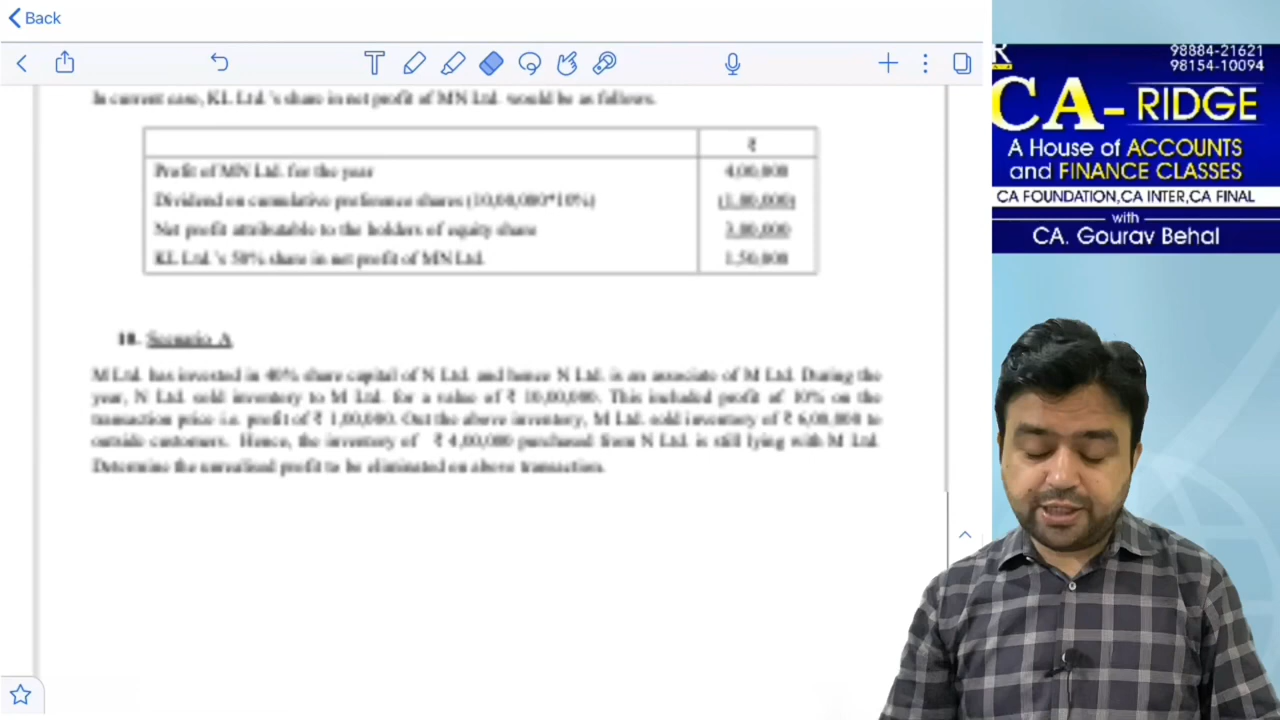 Back
In current case, KL Ltd.'s share in net profit of MN Ltd. would be as follows.
₹
Profit of MN Ltd. for the year 4,00,000
Dividend on cumulative preference shares (10,00,000*10%) (1,00,000)
Net profit attributable to the holders of equity share 3,00,000
KL Ltd.'s 50% share in net profit of MN Ltd. 1,50,000
10. Scenario A
M Ltd. has invested in 40% share capital of N Ltd. and hence N Ltd. is an associate of M Ltd. During the
year, N Ltd. sold inventory to M Ltd. for a value of ₹ 10,00,000. This included profit of 10% on the
transaction price i.e. profit of ₹ 1,00,000. Out the above inventory, M Ltd. sold inventory of ₹ 6,00,000 to
outside customers. Hence, the inventory of ₹ 4,00,000 purchased from N Ltd. is still lying with M Ltd.
Determine the unrealised profit to be eliminated on above transaction.
R
98884-21621
98154-10094
CA- RIDGE
A House of ACCOUNTS
and FINANCE CLASSES
CA FOUNDATION,CA INTER,CA FINAL
with
CA. Gourav Behal